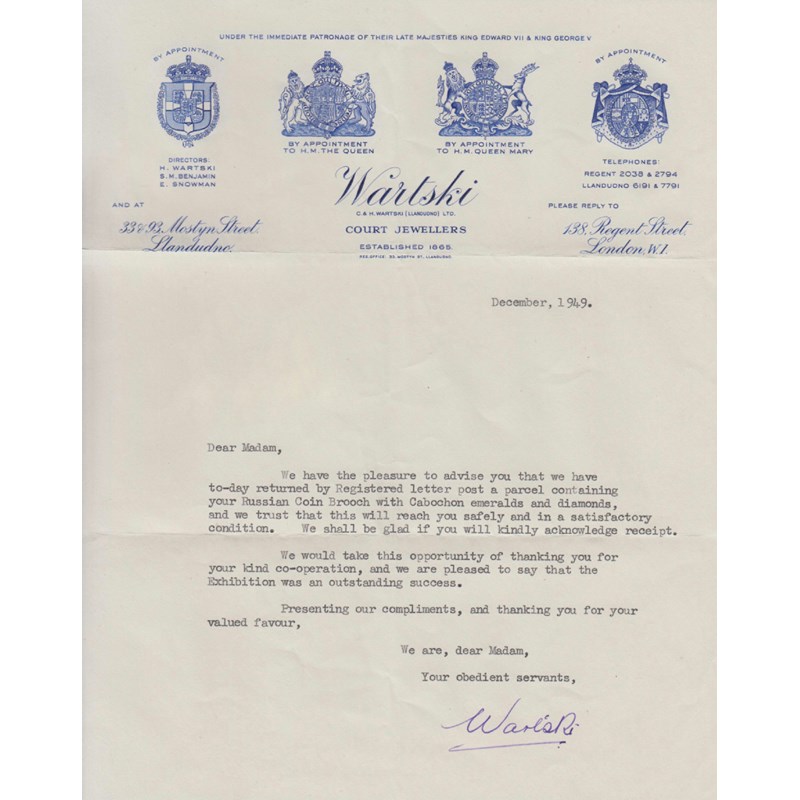 UNDER THE IMMEDIATE PATRONAGE OF THEIR LATE MAJESTIES KING EDWARD VII & KING GEORGE V
BY APPOINTMENT
BY APPOINTMENT
TO H.M. THE QUEEN
BY APPOINTMENT
TO H.M. QUEEN MARY
BY APPOINTMENT
DIRECTORS:
H. WARTSKI
S. M. BENJAMIN
E. SNOWMAN
TELEPHONES:
REGENT 2038 & 2794
LLANDUDNO 6191 & 7791
Wartski
C. & H. WARTSKI (LLANDUDNO) LTD.
COURT JEWELLERS
ESTABLISHED 1865
REG. OFFICE, 93, MOSTYN ST., LLANDUDNO.
AND AT
33 & 93, Mostyn Street,
Llandudno.
PLEASE REPLY TO
138, Regent Street,
London, W.1.
December, 1949.
Dear Madam,
We have the pleasure to advise you that we have
to-day returned by Registered letter post a parcel containing
your Russian Coin Brooch with Cabochon emeralds and diamonds,
and we trust that this will reach you safely and in a satisfactory
condition. We shall be glad if you will kindly acknowledge receipt.
We would take this opportunity of thanking you for
your kind co-operation, and we are pleased to say that the
Exhibition was an outstanding success.
Presenting our compliments, and thanking you for your
valued favour,
We are, dear Madam,
Your obedient servants,
Wartski